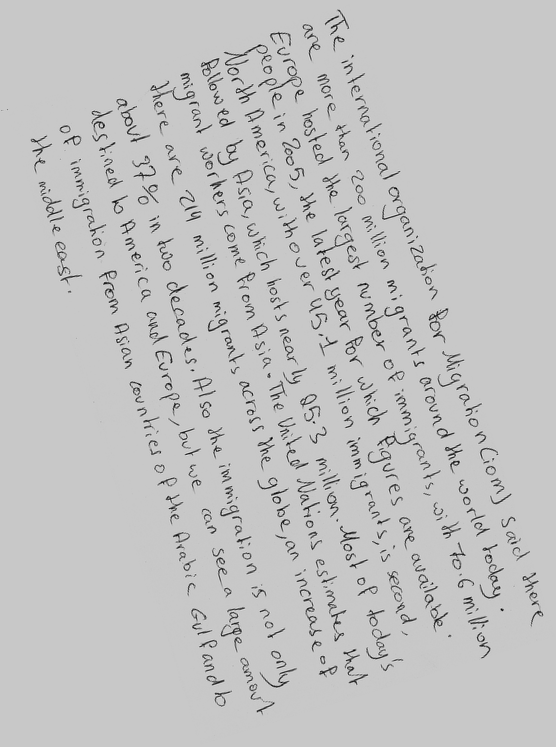 The international organization for Migration (iom) said there
are more than 200 million migrants around the world today.
Europe hosted the largest number of immigrants, with 70.6 million
people in 2005, the latest year for which figures are available.
North America, with over 45.1 million immigrants, is second,
followed by Asia, which hosts nearly 25.3 million. Most of today's
migrant workers come from Asia. The United Nations estimates that
there are 214 million migrants across the globe, an increase of
about 37% in two decades. Also the immigration is not only
destined to America and Europe, but we can see a large amount
of immigration from Asian countries of the Arabic Gulf and to
the middle east.